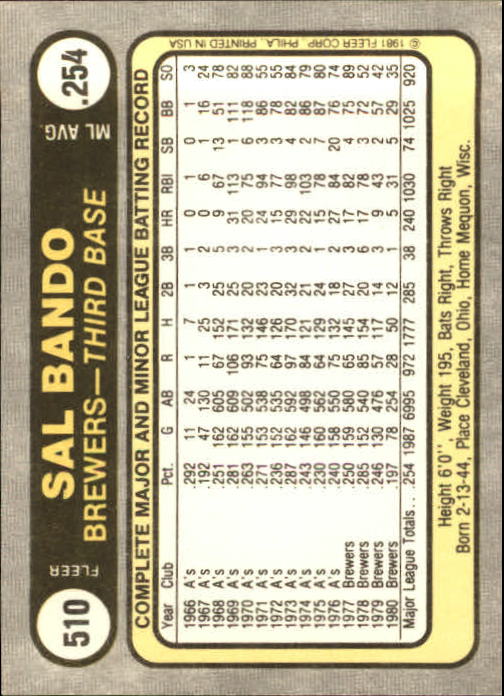 510 FLEER SAL BANDO ML AVG. .254
BREWERS—THIRD BASE
COMPLETE MAJOR AND MINOR LEAGUE BATTING RECORD
Year Club Pct. G AB R H 2B 3B HR RBI SB BB SO
1966 A's .292 11 24 1 7 1 1 0 1 0 1 3
1967 A's .192 47 130 11 25 3 2 0 6 1 16 24
1968 A's .251 162 605 67 152 25 5 9 67 13 51 78
1969 A's .281 162 609 106 171 25 3 31 113 1 111 82
1970 A's .263 155 502 93 132 20 2 20 75 6 118 88
1971 A's .271 153 538 75 146 23 1 24 94 3 86 55
1972 A's .236 152 535 64 126 20 3 15 77 3 78 55
1973 A's .287 162 592 97 170 32 3 29 98 4 82 84
1974 A's .243 146 498 84 121 21 2 22 103 2 86 79
1975 A's .230 160 562 64 129 24 1 15 78 7 87 80
1976 A's .240 158 550 75 132 18 2 27 84 20 76 74
1977 Brewers .250 159 580 65 145 27 3 17 82 4 75 89
1978 Brewers .285 152 540 85 154 20 6 17 78 3 72 52
1979 Brewers .246 130 476 57 117 14 3 9 43 2 57 42
1980 Brewers .197 78 254 28 50 12 1 5 31 5 29 35
Major League Totals... .254 1987 6995 972 1777 285 38 240 1030 74 1025 920
Height 6'0", Weight 195, Bats Right, Throws Right
Born 2-13-44, Place Cleveland, Ohio, Home Mequon, Wisc.
© 1981 FLEER CORP. PHILA., PRINTED IN USA